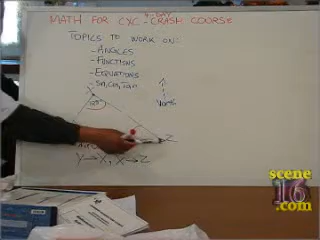 MATH FOR CXC - CRASH COURSE
TOPICS TO WORK ON:
- ANGLES
- FUNCTIONS
- EQUATIONS
- Sin, Cos, Tan
X
North
Z
Y → X, X → Z
scene
16.com